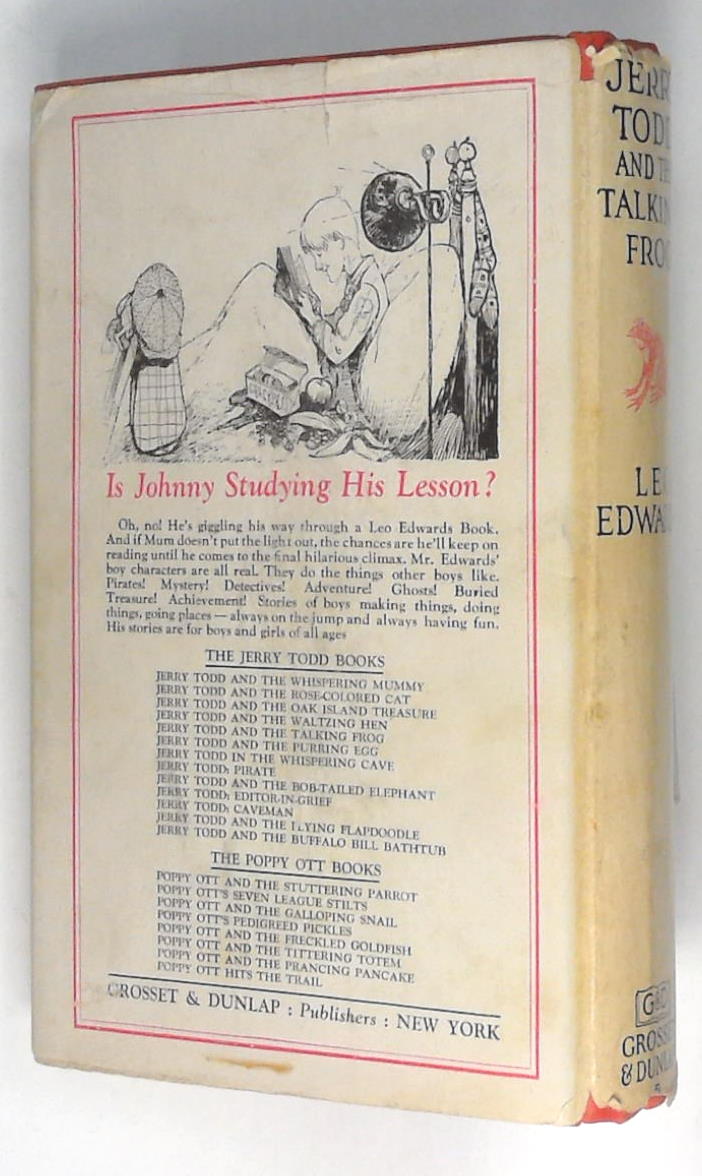 Is Johnny Studying His Lesson?
Oh, no! He's giggling his way through a Leo Edwards Book.
And if Mum doesn't put the light out, the chances are he'll keep on
reading until he comes to the final hilarious climax. Mr. Edwards'
boy characters are all real. They do the things other boys like.
Pirates! Mystery! Detectives! Adventure! Ghosts! Buried
Treasure! Achievement! Stories of boys making things, doing
things, going places — always on the jump and always having fun.
His stories are for boys and girls of all ages
THE JERRY TODD BOOKS
JERRY TODD AND THE WHISPERING MUMMY
JERRY TODD AND THE ROSE-COLORED CAT
JERRY TODD AND THE OAK ISLAND TREASURE
JERRY TODD AND THE WALTZING HEN
JERRY TODD AND THE TALKING FROG
JERRY TODD AND THE PURRING EGG
JERRY TODD IN THE WHISPERING CAVE
JERRY TODD: PIRATE
JERRY TODD AND THE BOB-TAILED ELEPHANT
JERRY TODD: EDITOR-IN-GRIEF
JERRY TODD: CAVEMAN
JERRY TODD AND THE FLYING FLAPDOODLE
JERRY TODD AND THE BUFFALO BILL BATHTUB
THE POPPY OTT BOOKS
POPPY OTT AND THE STUTTERING PARROT
POPPY OTT'S SEVEN LEAGUE STILTS
POPPY OTT AND THE GALLOPING SNAIL
POPPY OTT'S PEDIGREED PICKLES
POPPY OTT AND THE FRECKLED GOLDFISH
POPPY OTT AND THE TITTERING TOTEM
POPPY OTT AND THE PRANCING PANCAKE
POPPY OTT HITS THE TRAIL
GROSSET & DUNLAP : Publishers : NEW YORK
JERR
TODD
AND TH
TALKIN
FRO
LE
EDWA
G&D
GROSSE
& DUNLA